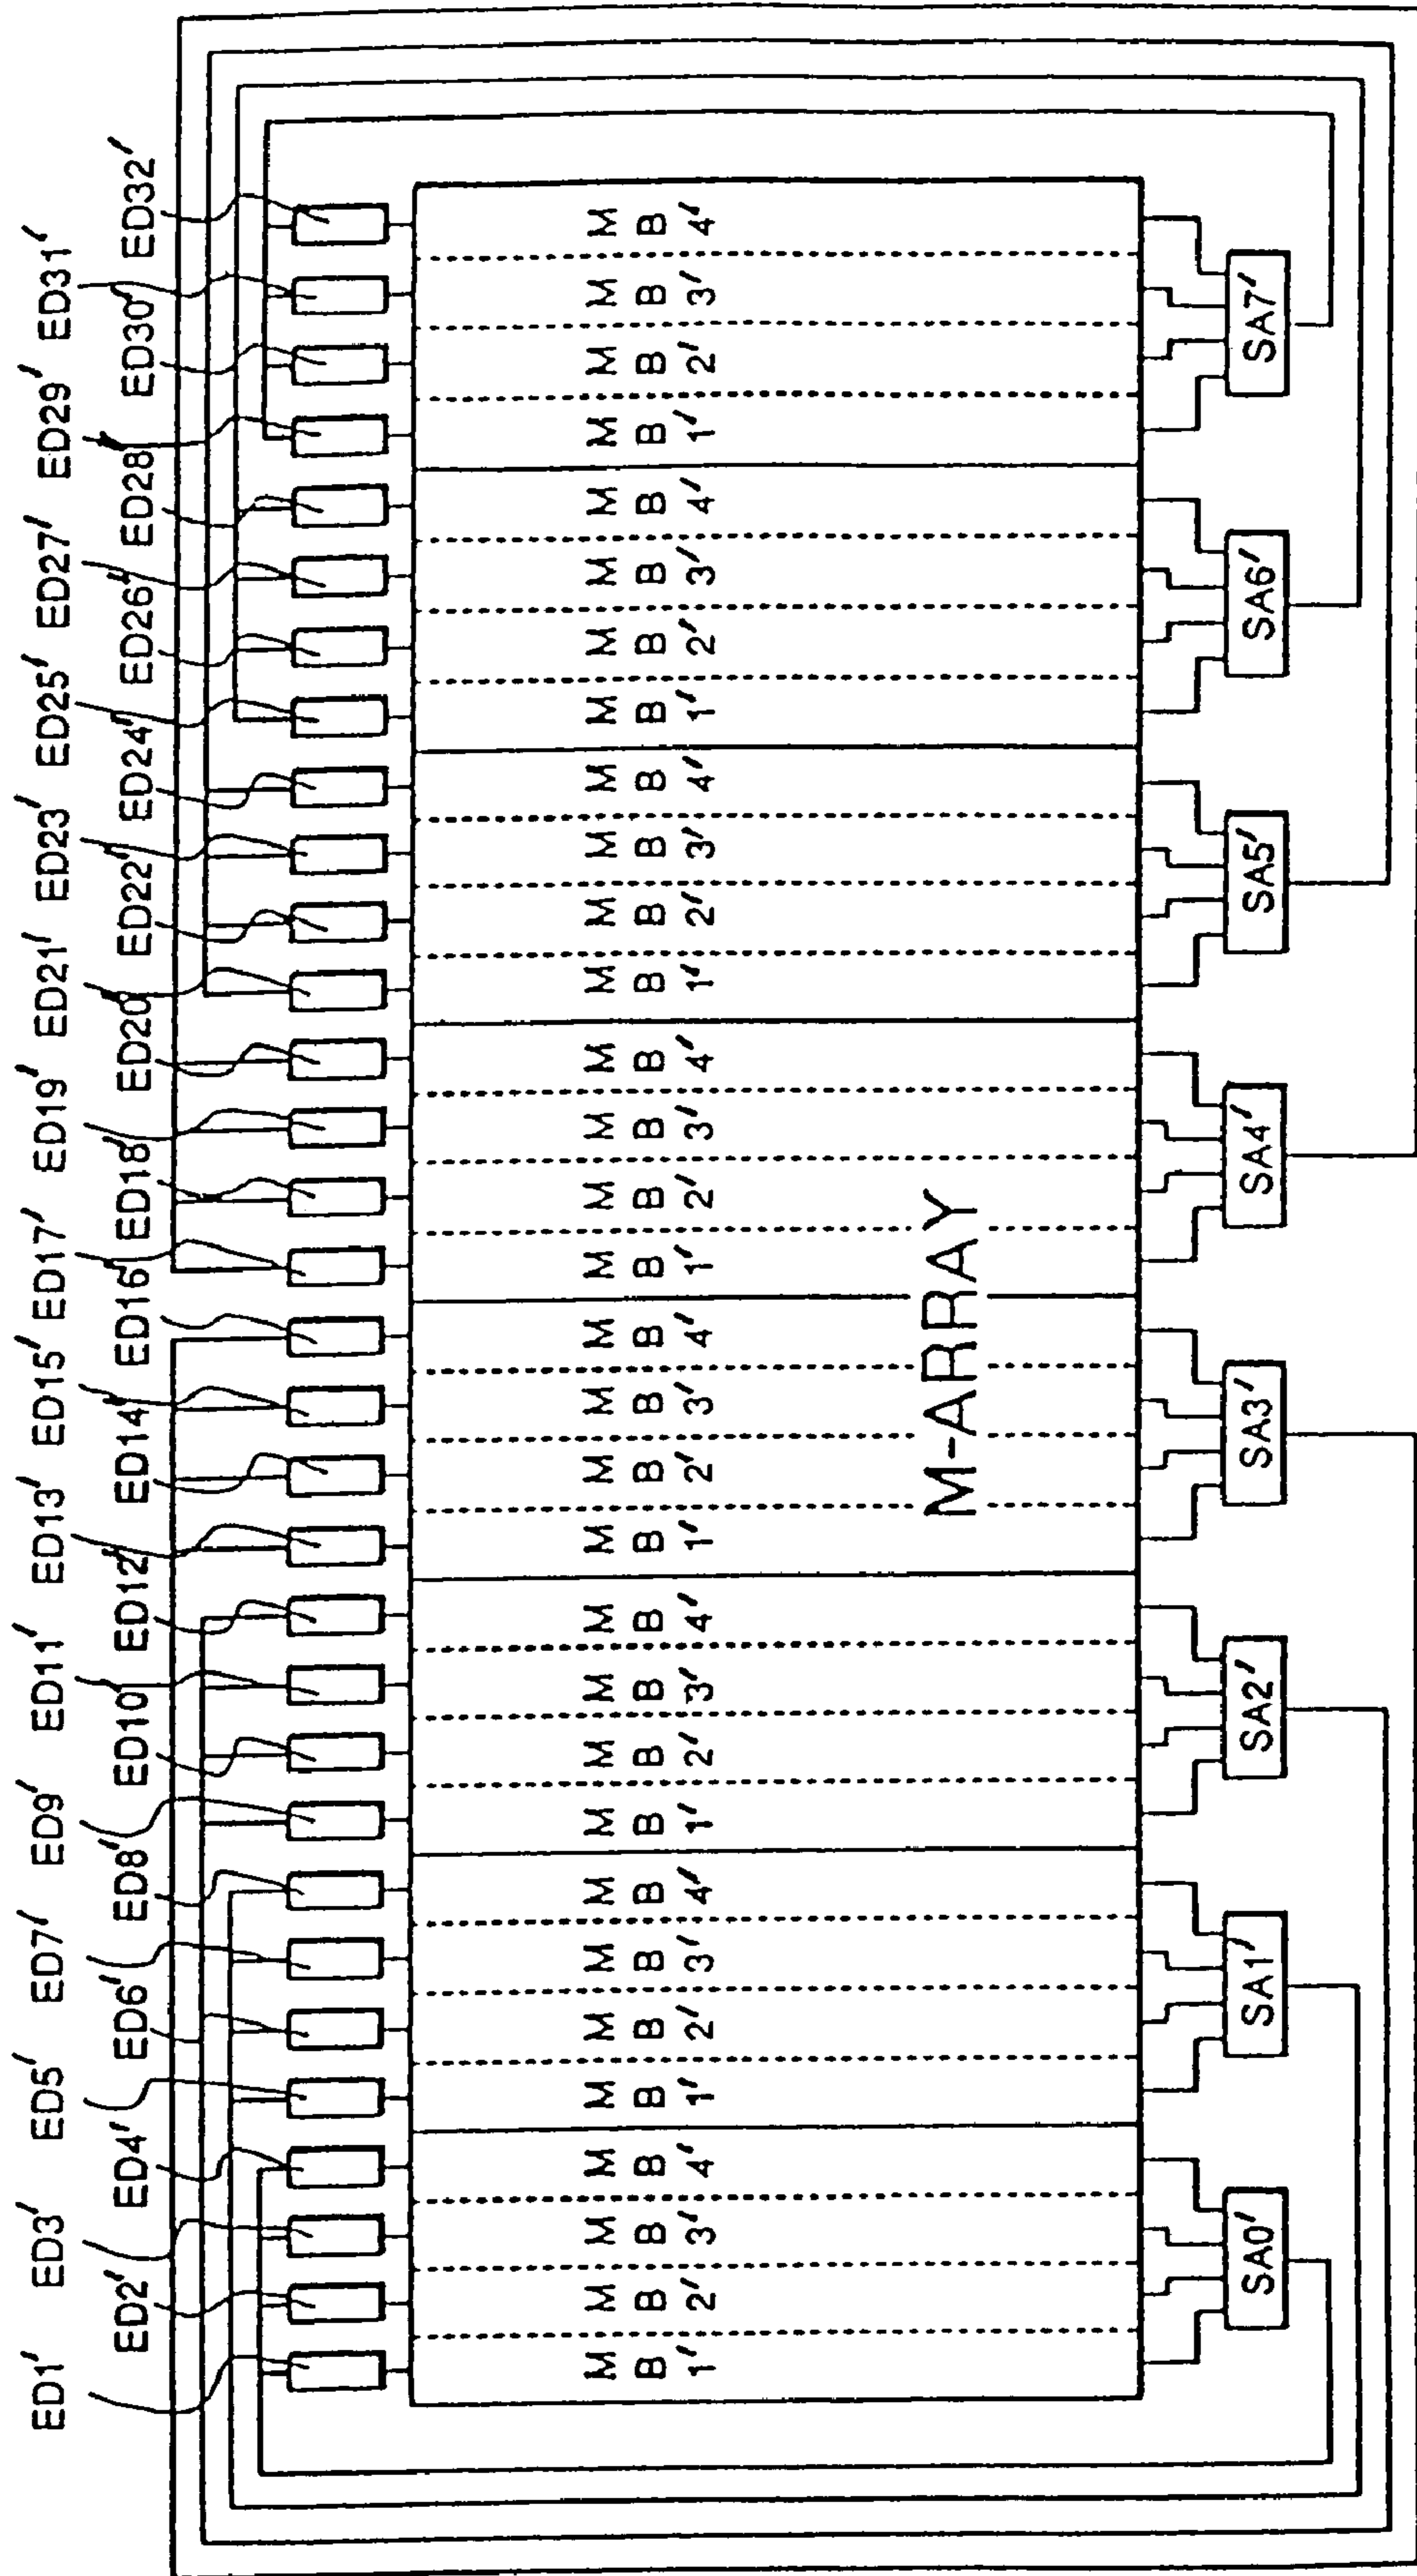 ED1' ED3' ED5' ED7' ED9' ED11' ED13' ED15' ED17' ED19' ED21' ED23' ED25' ED27' ED29' ED31'
ED2' ED4' ED6' ED8' ED10' ED12' ED14' ED16' ED18' ED20' ED22' ED24' ED26' ED28' ED30' ED32'
MB1' MB2' MB3' MB4' MB1' MB2' MB3' MB4' MB1' MB2' MB3' MB4' MB1' MB2' MB3' MB4' MB1' MB2' MB3' MB4' MB1' MB2' MB3' MB4' MB1' MB2' MB3' MB4' MB1' MB2' MB3' MB4'
M-ARRAY
SA0' SA1' SA2' SA3' SA4' SA5' SA6' SA7'